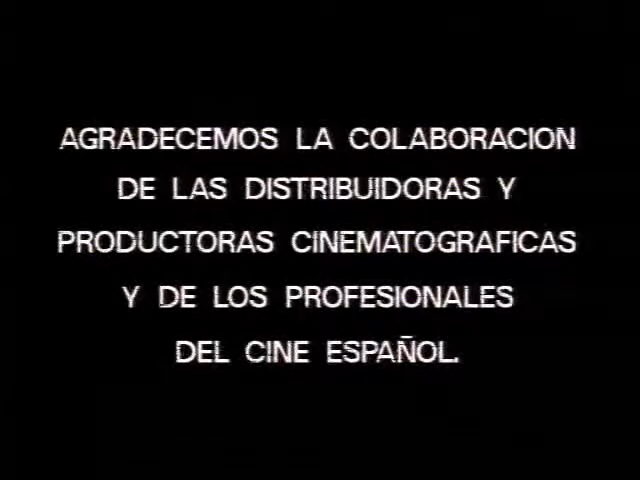 AGRADECEMOS LA COLABORACION
DE LAS DISTRIBUIDORAS Y
PRODUCTORAS CINEMATOGRAFICAS
Y DE LOS PROFESIONALES
DEL CINE ESPAÑOL.